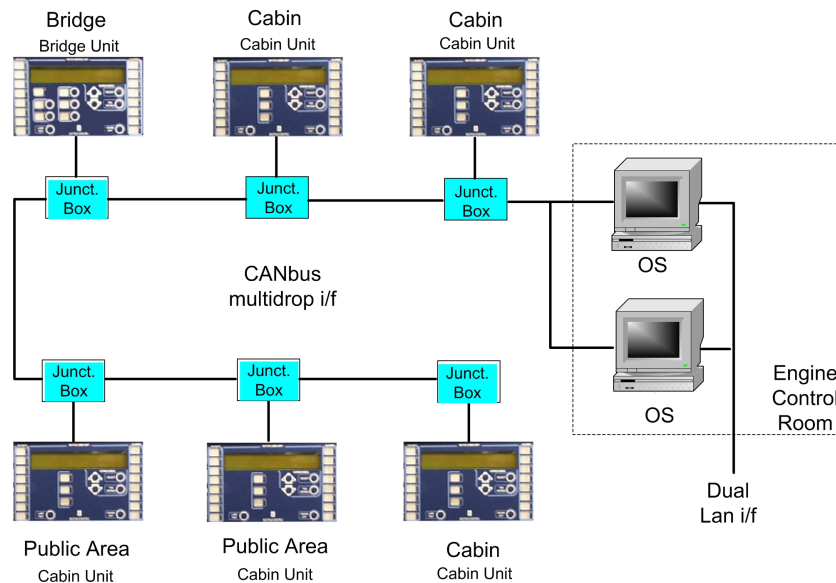 Bridge
Bridge Unit
Cabin
Cabin Unit
Cabin
Cabin Unit
Junct.
Box
Junct.
Box
Junct.
Box
OS
CANbus
multidrop i/f
OS
Engine
Control
Room
Junct.
Box
Junct.
Box
Junct.
Box
Dual
Lan i/f
Public Area
Cabin Unit
Public Area
Cabin Unit
Cabin
Cabin Unit